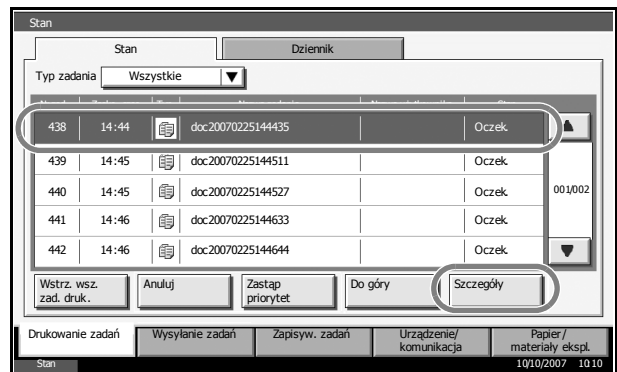 Stan
Stan Dziennik
Typ zadania Wszystkie
438 14:44 doc20070225144435 Oczek.
439 14:45 doc20070225144511 Oczek.
440 14:45 doc20070225144527 Oczek.
441 14:46 doc20070225144633 Oczek.
442 14:46 doc20070225144644 Oczek.
001/002
Wstrz. wsz.
zad. druk.
Anuluj
Zastąp
priorytet
Do góry
Szczegóły
Drukowanie zadań
Wysyłanie zadań
Zapisyw. zadań
Urządzenie/
komunikacja
Papier/
materiały ekspl.
Stan 10/10/2007 10:10